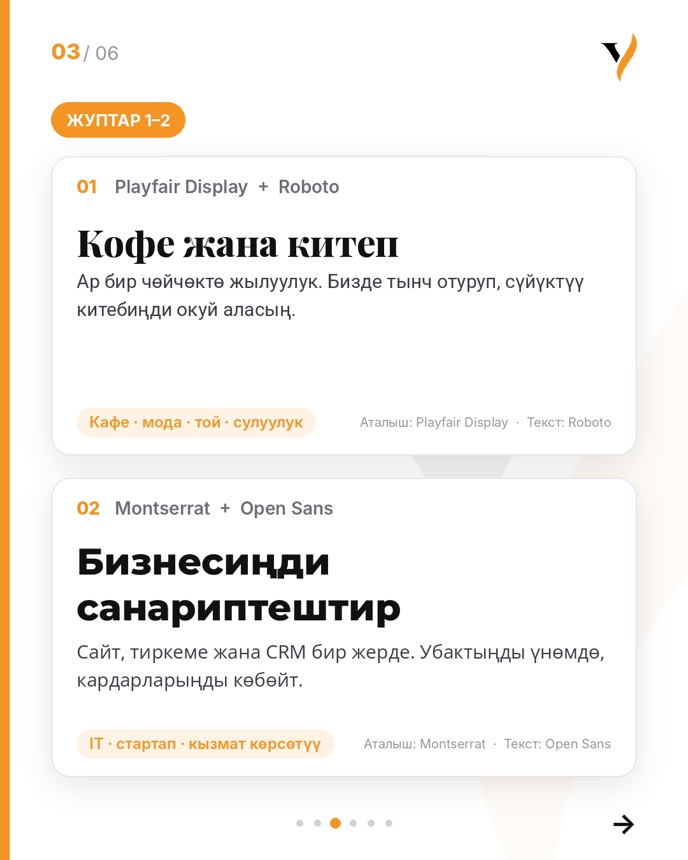 03 / 06
ЖУПТАР 1–2
01 Playfair Display + Roboto
Кофе жана китеп
Ар бир чөйчөктө жылуулук. Бизде тынч отуруп, сүйүктүү
китебиңди окуй аласың.
Кафе · мода · той · сулуулук
Аталыш: Playfair Display · Текст: Roboto
02 Montserrat + Open Sans
Бизнесиңди
санариптештир
Сайт, тиркеме жана CRM бир жерде. Убактыңды үнөмдө,
кардарларыңды көбөйт.
IT · стартап · кызмат көрсөтүү
Аталыш: Montserrat · Текст: Open Sans